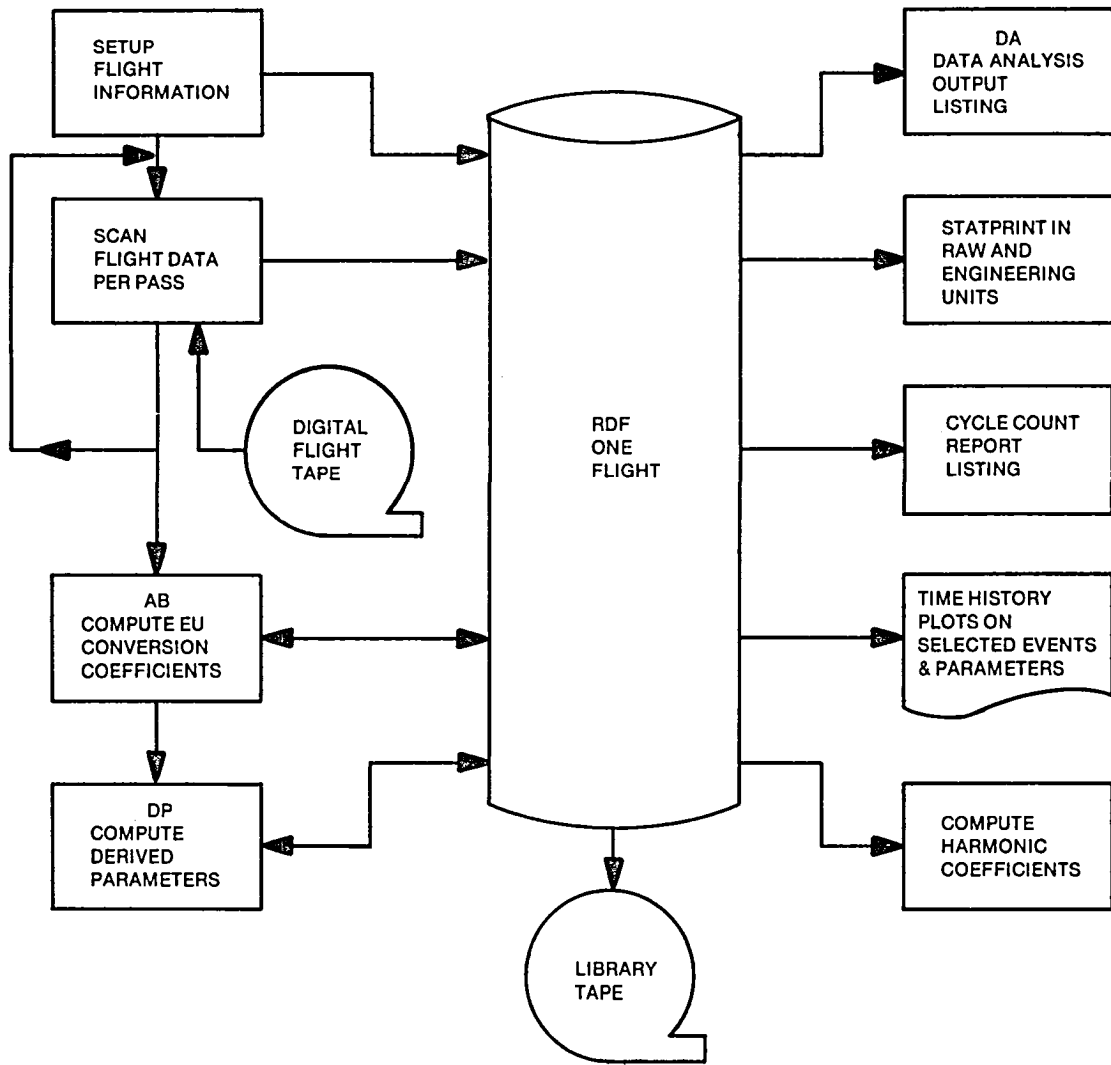 SETUP
FLIGHT
INFORMATION
SCAN
FLIGHT DATA
PER PASS
DIGITAL
FLIGHT
TAPE
AB
COMPUTE EU
CONVERSION
COEFFICIENTS
DP
COMPUTE
DERIVED
PARAMETERS
RDF
ONE
FLIGHT
LIBRARY
TAPE
DA
DATA ANALYSIS
OUTPUT
LISTING
STATPRINT IN
RAW AND
ENGINEERING
UNITS
CYCLE COUNT
REPORT
LISTING
TIME HISTORY
PLOTS ON
SELECTED EVENTS
& PARAMETERS
COMPUTE
HARMONIC
COEFFICIENTS